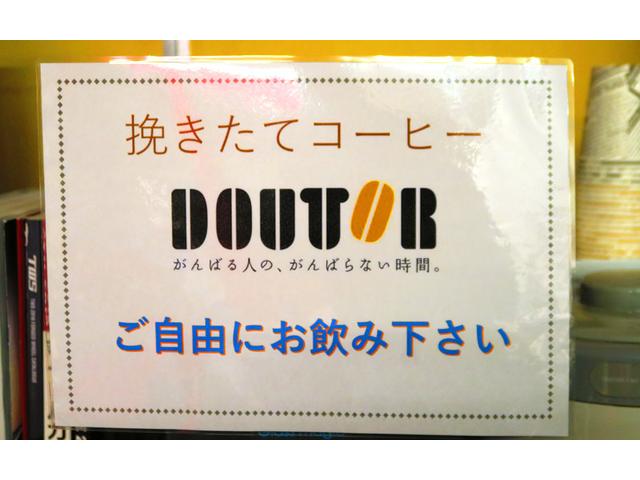 挽きたてコーヒー
DOUTOR
がんばる人の、がんばらない時間。
ご自由にお飲み下さい
TWS